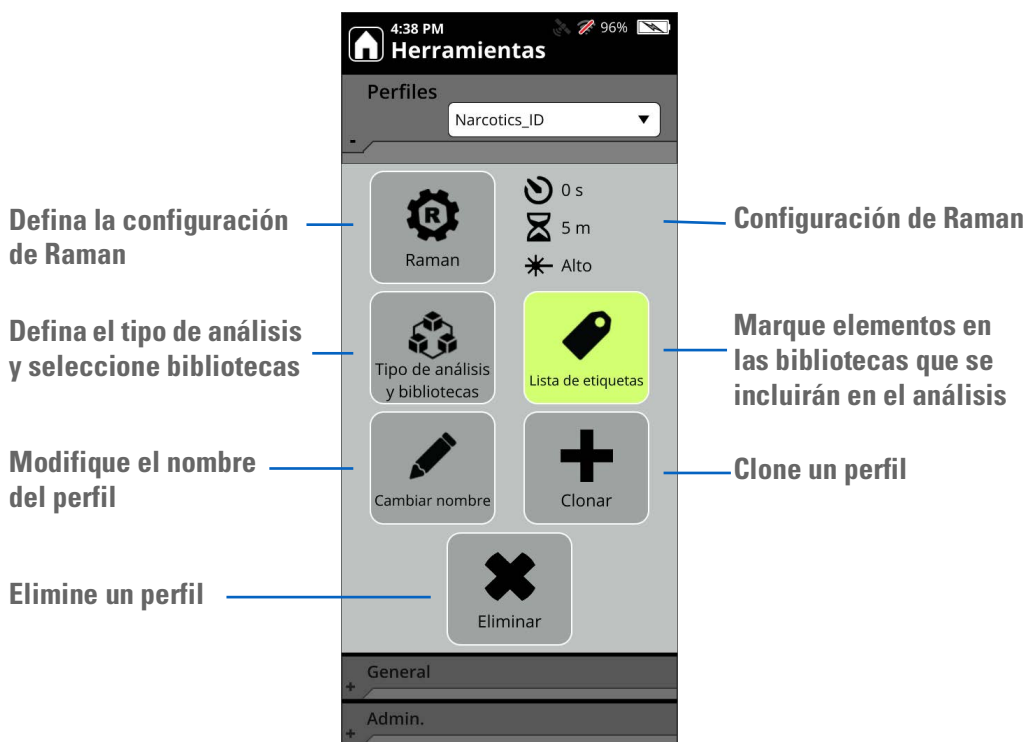 4:38 PM
96%
Herramientas
Perfiles
Narcotics_ID
-
Defina la configuración
de Raman
R
Raman
0 s
5 m
Alto
Configuración de Raman
Defina el tipo de análisis
y seleccione bibliotecas
Tipo de análisis
y bibliotecas
Lista de etiquetas
Marque elementos en
las bibliotecas que se
incluirán en el análisis
Modifique el nombre
del perfil
Cambiar nombre
Clonar
Clone un perfil
Elimine un perfil
Eliminar
General
+
Admin.
+